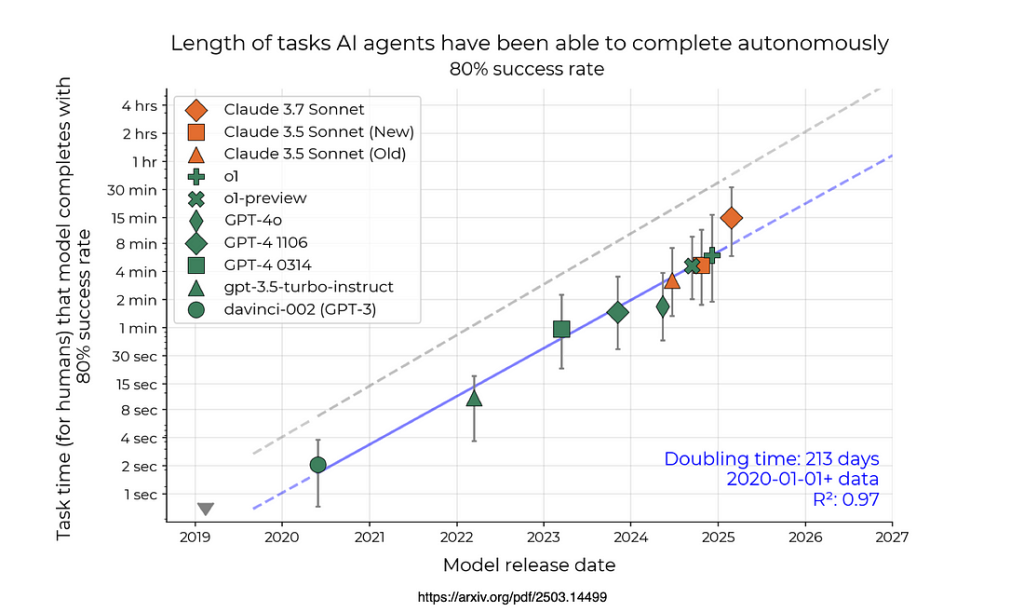 Length of tasks AI agents have been able to complete autonomously
80% success rate
Task time (for humans) that model completes with
80% success rate
4 hrs
2 hrs
1 hr
30 min
15 min
8 min
4 min
2 min
1 min
30 sec
15 sec
8 sec
4 sec
2 sec
1 sec
Claude 3.7 Sonnet
Claude 3.5 Sonnet (New)
Claude 3.5 Sonnet (Old)
o1
o1-preview
GPT-4o
GPT-4 1106
GPT-4 0314
gpt-3.5-turbo-instruct
davinci-002 (GPT-3)
Doubling time: 213 days
2020-01-01+ data
R²: 0.97
2019 2020 2021 2022 2023 2024 2025 2026 2027
Model release date
https://arxiv.org/pdf/2503.14499